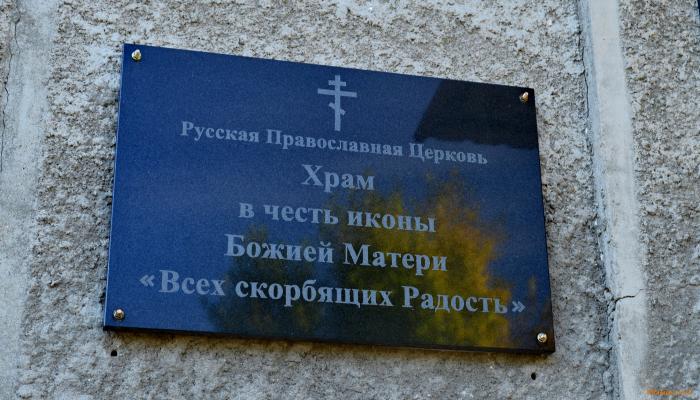 Русская Православная Церковь
Храм
в честь иконы
Божией Матери
«Всех скорбящих Радость»